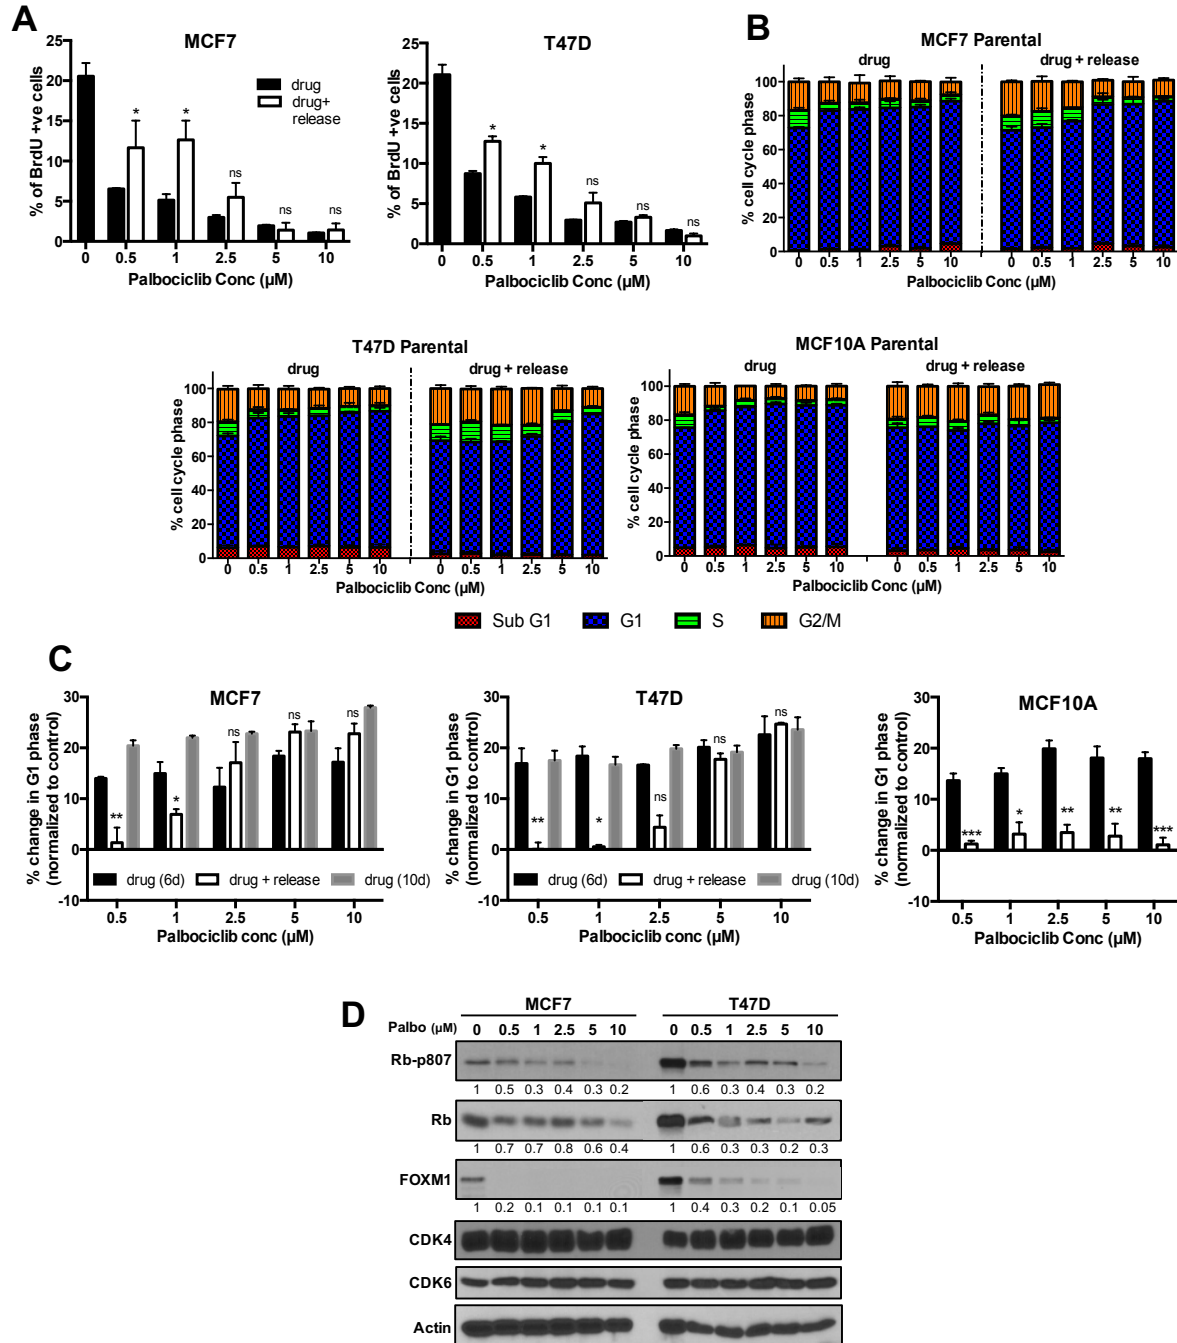 A
MCF7
% of BrdU +ve cells
25
20
15
10
5
0
drug
drug+
release
* * ns ns ns
0 0.5 1 2.5 5 10
Palbociclib Conc (µM)
T47D
% of BrdU +ve cells
25
20
15
10
5
0
* * ns ns ns
0 0.5 1 2.5 5 10
Palbociclib Conc (µM)
B
MCF7 Parental
drug drug + release
% cell cycle phase
100
80
60
40
20
0
0 0.5 1 2.5 5 10 0 0.5 1 2.5 5 10
Palbociclib Conc (µM)
T47D Parental
drug drug + release
% cell cycle phase
100
80
60
40
20
0
0 0.5 1 2.5 5 10 0 0.5 1 2.5 5 10
Palbociclib Conc (µM)
MCF10A Parental
drug drug + release
% cell cycle phase
100
80
60
40
20
0
0 0.5 1 2.5 5 10 0 0.5 1 2.5 5 10
Palbociclib Conc (µM)
Sub G1 G1 S G2/M
C
MCF7
% change in G1 phase
(normalized to control)
30
20
10
0
-10
** * ns ns ns
drug (6d) drug + release drug (10d)
0.5 1 2.5 5 10
Palbociclib conc (µM)
T47D
% change in G1 phase
(normalized to control)
30
20
10
0
-10
** * ns ns ns
drug (6d) drug + release drug (10d)
0.5 1 2.5 5 10
Palbociclib conc (µM)
MCF10A
% change in G1 phase
(normalized to control)
30
20
10
0
-10
*** * ** ** ***
0.5 1 2.5 5 10
Palbociclib Conc (µM)
D
MCF7 T47D
Palbo (µM) 0 0.5 1 2.5 5 10 0 0.5 1 2.5 5 10
Rb-p807
1 0.5 0.3 0.4 0.3 0.2 1 0.6 0.3 0.4 0.3 0.2
Rb
1 0.7 0.7 0.8 0.6 0.4 1 0.6 0.3 0.3 0.2 0.3
FOXM1
1 0.2 0.1 0.1 0.1 0.1 1 0.4 0.3 0.2 0.1 0.05
CDK4
CDK6
Actin